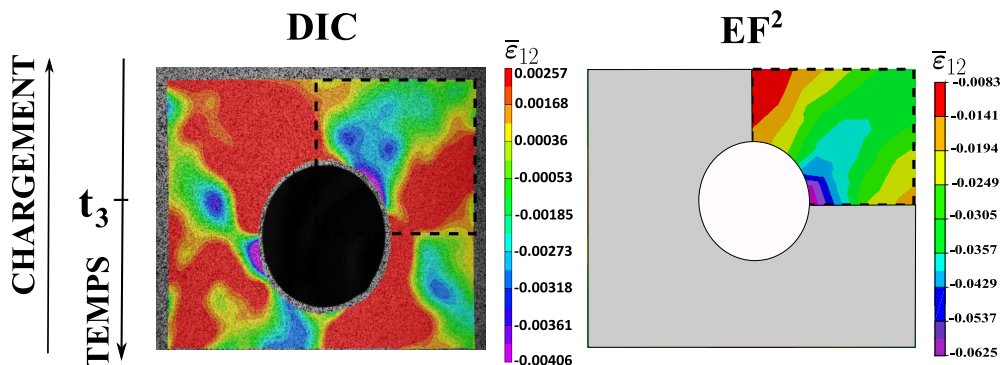 DIC
EF²
CHARGEMENT
t₃
TEMPS
ε̅₁₂
0.00257
0.00168
0.00036
-0.00053
-0.00185
-0.00273
-0.00318
-0.00361
-0.00406
ε̅₁₂
-0.0083
-0.0141
-0.0194
-0.0249
-0.0305
-0.0357
-0.0429
-0.0537
-0.0625